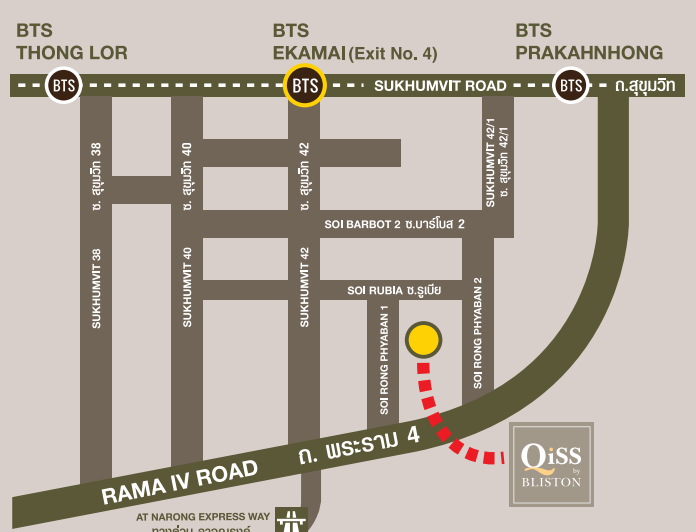 BTS
THONG LOR
BTS
EKAMAI (Exit No. 4)
BTS
PRAKAHNHONG
BTS
BTS
SUKHUMVIT ROAD
BTS
ถ.สุขุมวิท
ซ. สุขุมวิท 38
ซ. สุขุมวิท 40
ซ. สุขุมวิท 42
SUKHUMVIT 42/1
ซ. สุขุมวิท 42/1
SOI BARBOT 2 ซ.บาร์โบส 2
SUKHUMVIT 38
SUKHUMVIT 40
SUKHUMVIT 42
SOI RUBIA ซ.รูเบีย
SOI RONG PHYABAN 1
SOI RONG PHYABAN 2
RAMA IV ROAD ถ. พระราม 4
QiSS
by
BLISTON
AT NARONG EXPRESS WAY